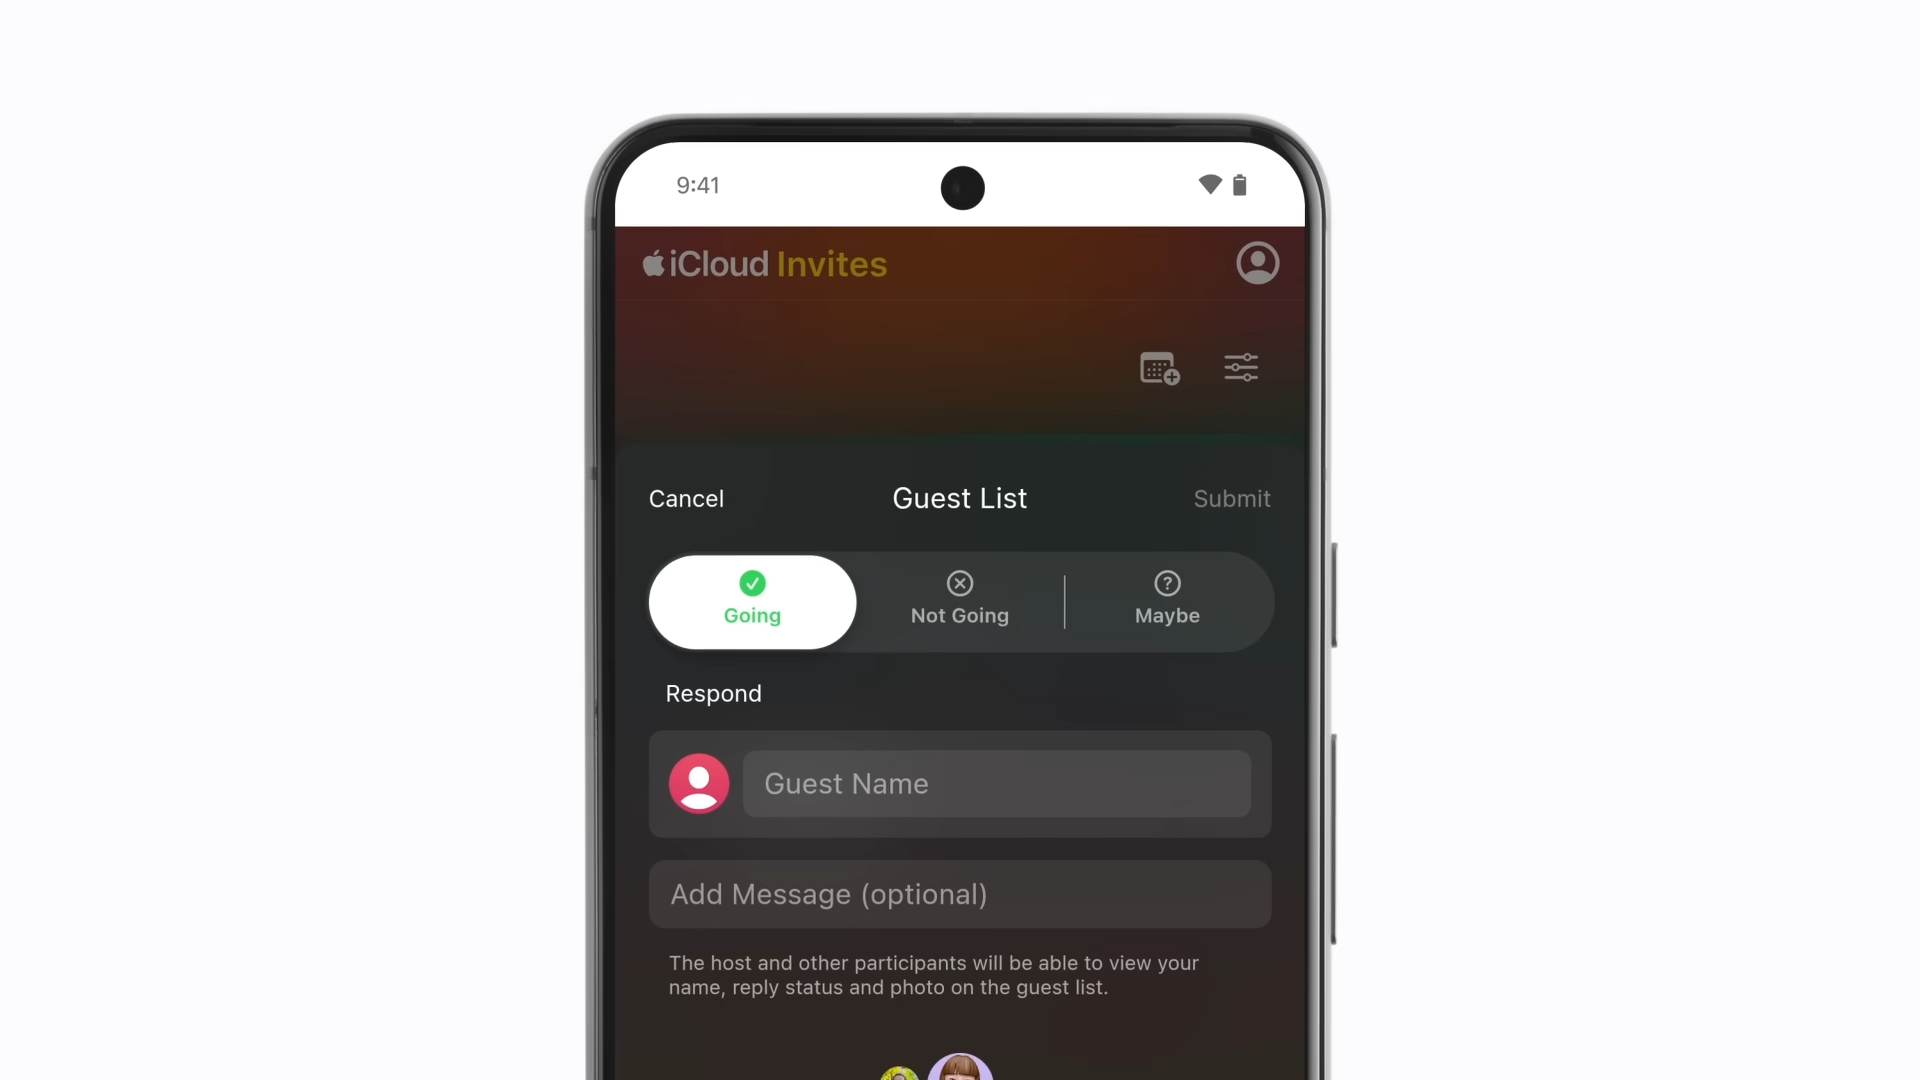 9:41
iCloud Invites
Cancel
Guest List
Submit
Going
Not Going
Maybe
Respond
Guest Name
Add Message (optional)
The host and other participants will be able to view your
name, reply status and photo on the guest list.